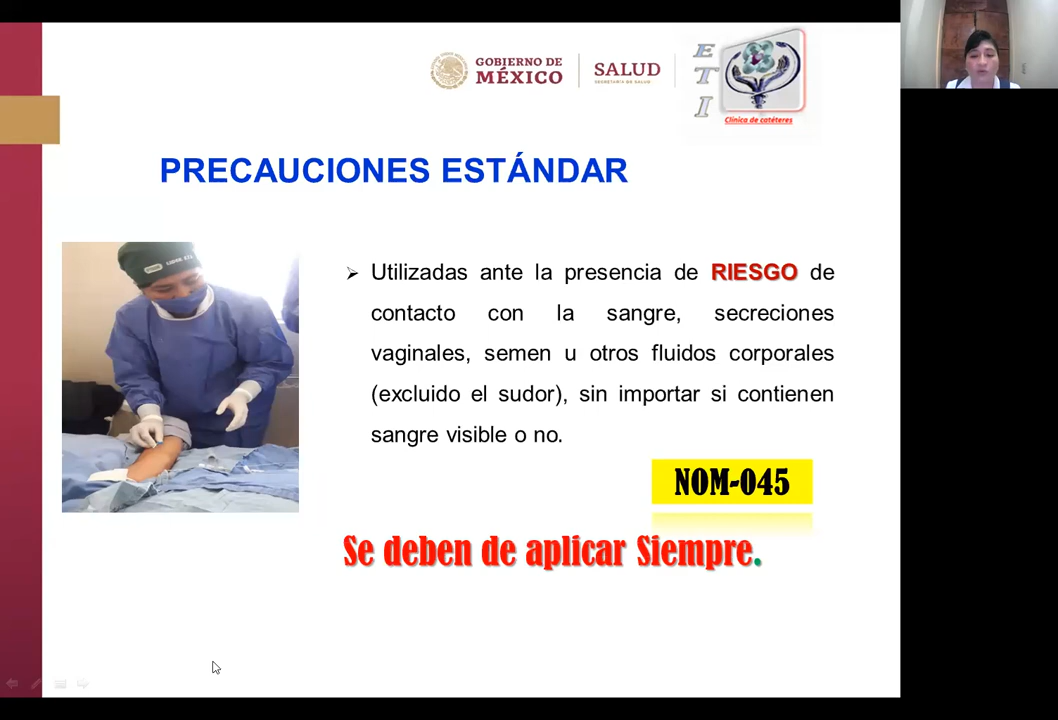 GOBIERNO DE
MÉXICO
SALUD
SECRETARÍA DE SALUD
ETI
Clínica de catéteres
PRECAUCIONES ESTÁNDAR
Utilizadas ante la presencia de RIESGO de
contacto con la sangre, secreciones
vaginales, semen u otros fluidos corporales
(excluido el sudor), sin importar si contienen
sangre visible o no.
NOM-045
Se deben de aplicar Siempre.